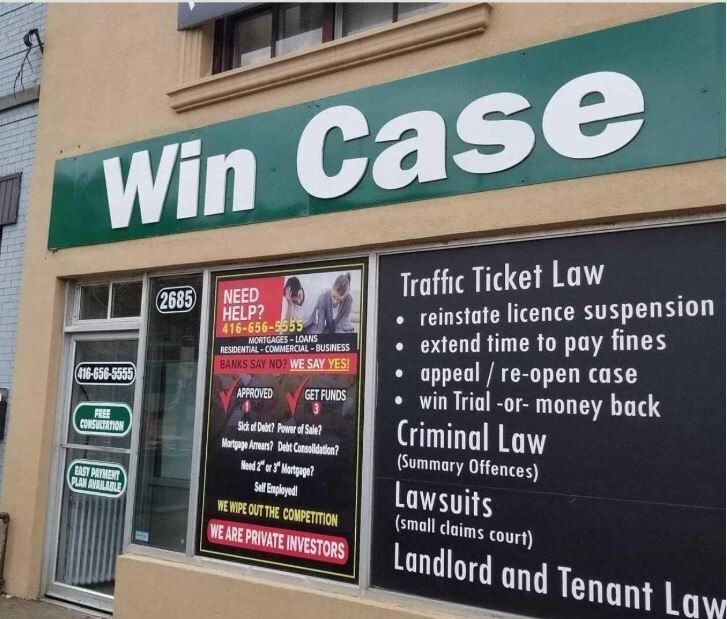 Win Case
2685
416-656-5555
FREE
CONSULTATION
EASY PAYMENT
PLAN AVAILABLE
NEED
HELP?
416-656-5555
MORTGAGES - LOANS
RESIDENTIAL - COMMERCIAL - BUSINESS
BANKS SAY NO? WE SAY YES!
APPROVED
1
GET FUNDS
3
Sick of Debt? Power of Sale?
Mortgage Arrears? Debt Consolidation?
Need 2nd or 3rd Mortgage?
Self Employed!
WE WIPE OUT THE COMPETITION
WE ARE PRIVATE INVESTORS
Traffic Ticket Law
• reinstate licence suspension
• extend time to pay fines
• appeal / re-open case
• win Trial -or- money back
Criminal Law
(Summary Offences)
Lawsuits
(small claims court)
Landlord and Tenant Law